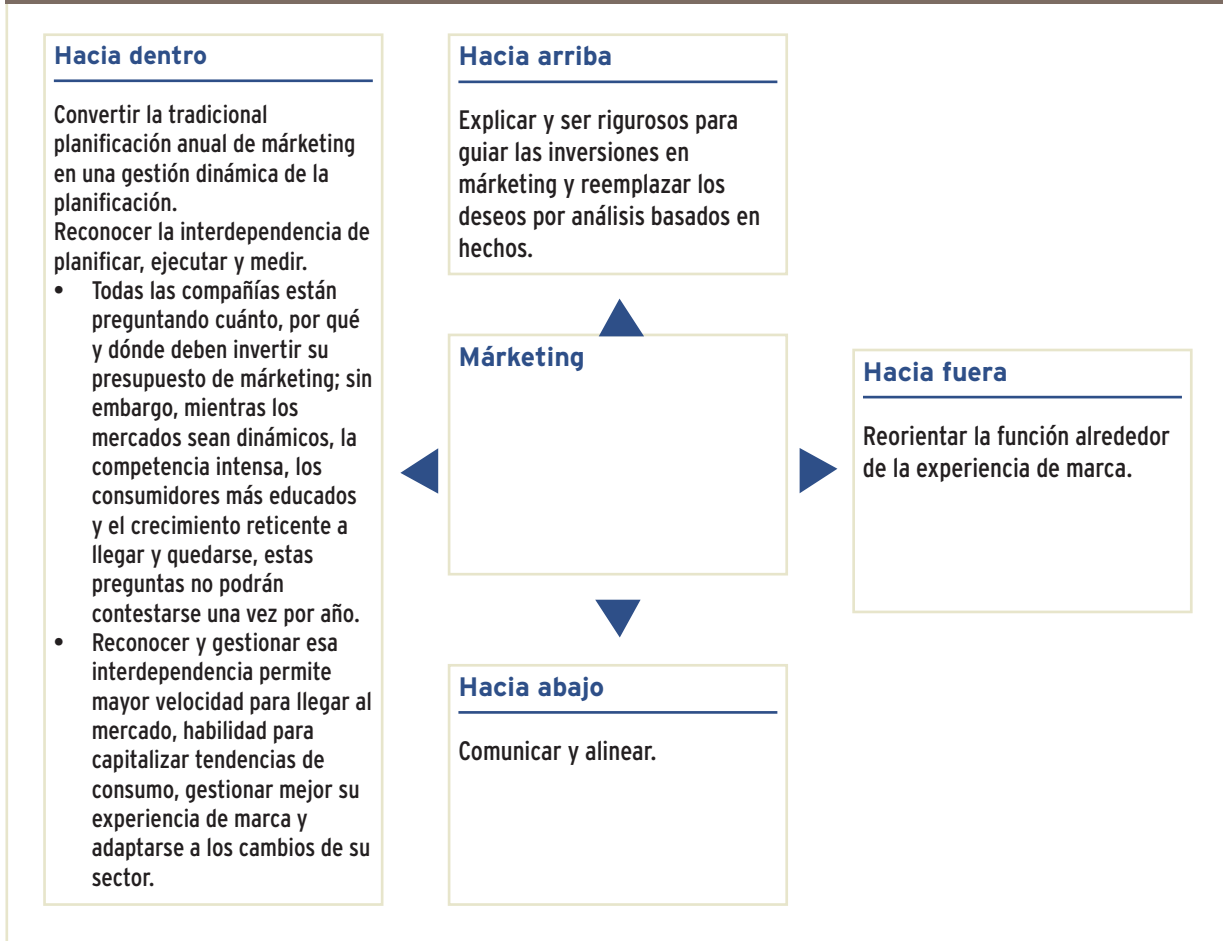 Hacia dentro
Convertir la tradicional
planificación anual de márketing
en una gestión dinámica de la
planificación.
Reconocer la interdependencia de
planificar, ejecutar y medir.
• Todas las compañías están
preguntando cuánto, por qué
y dónde deben invertir su
presupuesto de márketing; sin
embargo, mientras los
mercados sean dinámicos, la
competencia intensa, los
consumidores más educados
y el crecimiento reticente a
llegar y quedarse, estas
preguntas no podrán
contestarse una vez por año.
• Reconocer y gestionar esa
interdependencia permite
mayor velocidad para llegar al
mercado, habilidad para
capitalizar tendencias de
consumo, gestionar mejor su
experiencia de marca y
adaptarse a los cambios de su
sector.
Hacia arriba
Explicar y ser rigurosos para
guiar las inversiones en
márketing y reemplazar los
deseos por análisis basados en
hechos.
Márketing
Hacia fuera
Reorientar la función alrededor
de la experiencia de marca.
Hacia abajo
Comunicar y alinear.